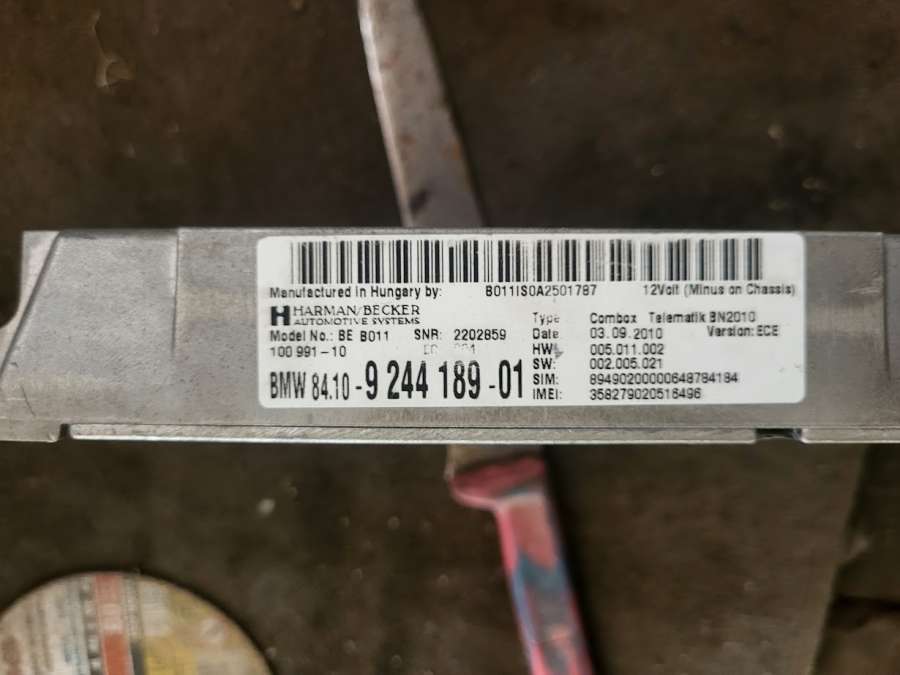 Manufactured in Hungary by: B011IS0A2501787 12Volt (Minus on Chassis)
HARMAN/BECKER
AUTOMOTIVE SYSTEMS
Model No.: BE B011 SNR: 2202859
100 991-10
BMW 84.10 -9 244 189 -01
Type Combox Telematik BN2010
Date: 03.09.2010 Version: ECE
HW: 005.011.002
SW: 002.005.021
SIM: 89490200000648784184
IMEI: 358279020516496